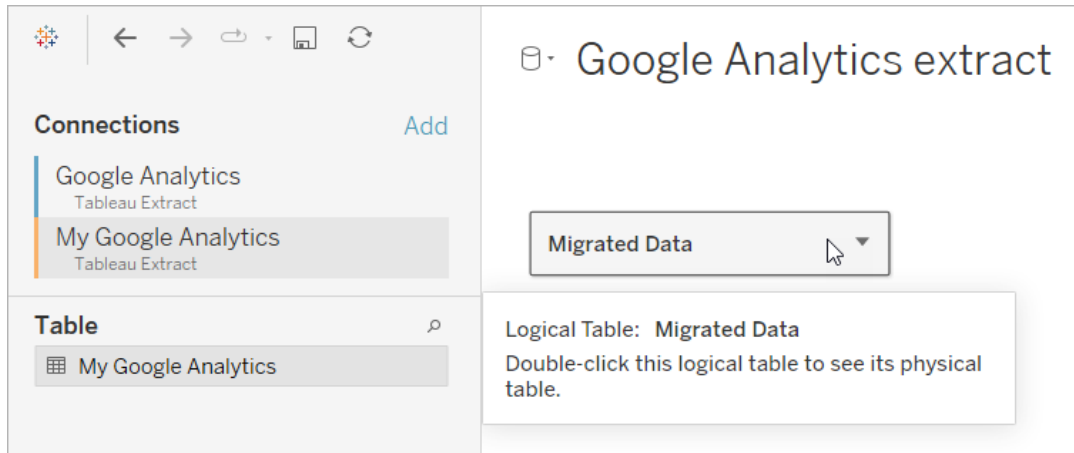 Google Analytics extract
Connections
Add
Google Analytics
Tableau Extract
My Google Analytics
Tableau Extract
Migrated Data
Table
My Google Analytics
Logical Table: Migrated Data
Double-click this logical table to see its physical
table.